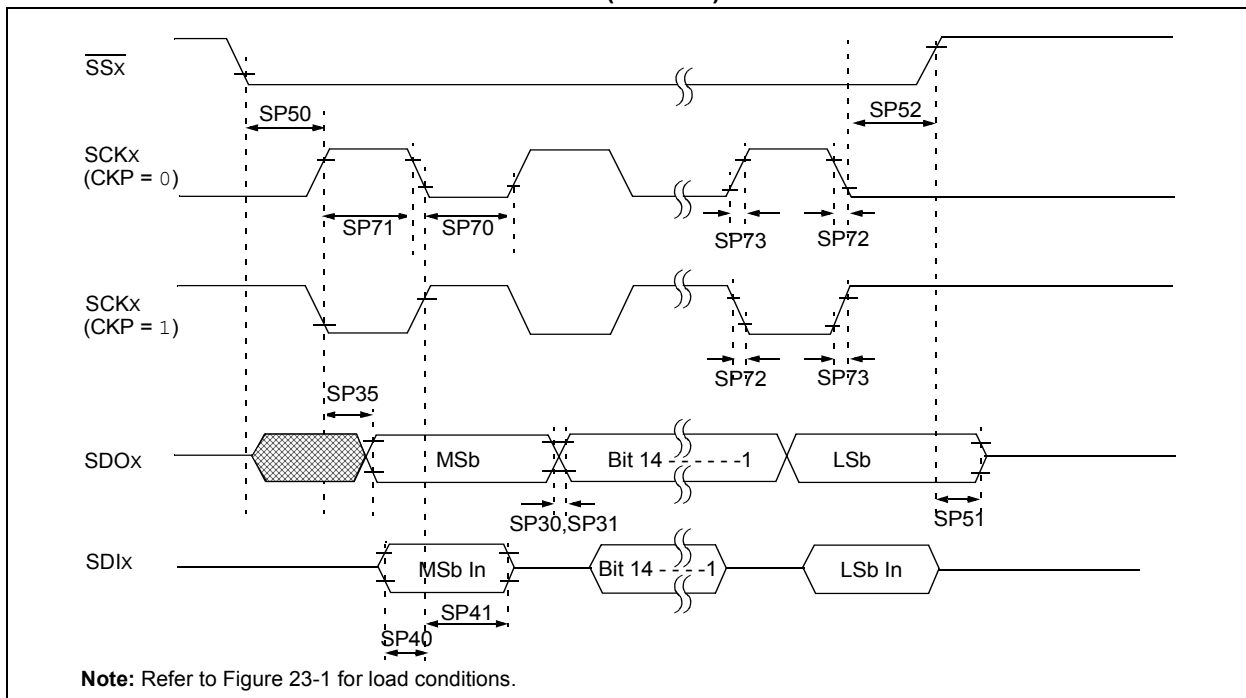 SSx
SP50
SP52
SCKx
(CKP = 0)
SP71
SP70
SP73
SP72
SCKx
(CKP = 1)
SP72
SP73
SP35
SDOx
MSb
Bit 14 - - - - - -1
LSb
SP30,SP31
SP51
SDIx
MSb In
Bit 14 - - - -1
LSb In
SP41
SP40
Note: Refer to Figure 23-1 for load conditions.